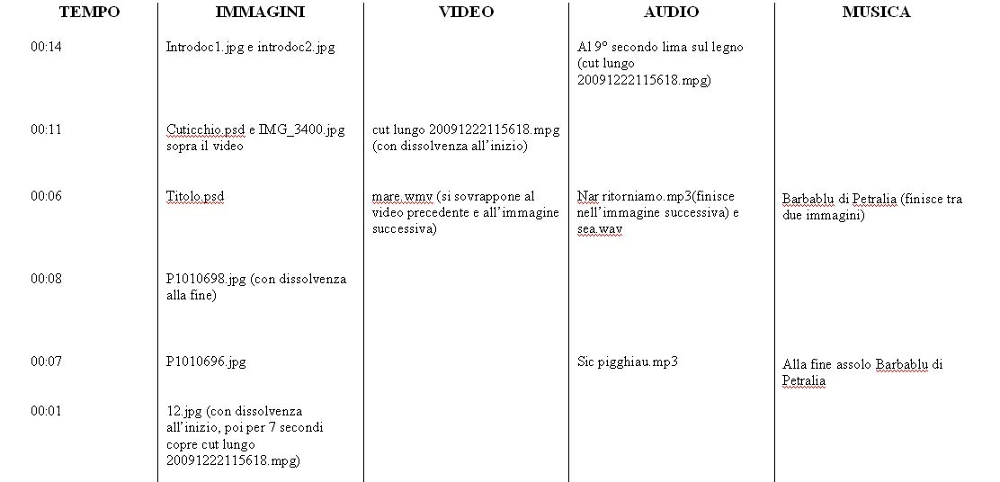 TEMPO IMMAGINI VIDEO AUDIO MUSICA
00:14
Introdoc1.jpg e introdoc2.jpg
Al 9° secondo lima sul legno
(cut lungo
20091222115618.mpg)
00:11
Cuticchio.psd e IMG_3400.jpg
sopra il video
cut lungo 20091222115618.mpg
(con dissolvenza all'inizio)
00:06
Titolo.psd
mare.wmv (si sovrappone al
video precedente e all'immagine
successiva)
Nar ritorniamo.mp3(finisce
nell'immagine successiva) e
sea.wav
Barbablu di Petralia (finisce tra
due immagini)
00:08
P1010698.jpg (con dissolvenza
alla fine)
00:07
P1010696.jpg
Sic pigghiau.mp3
Alla fine assolo Barbablu di
Petralia
00:01
12.jpg (con dissolvenza
all'inizio, poi per 7 secondi
copre cut lungo
20091222115618.mpg)